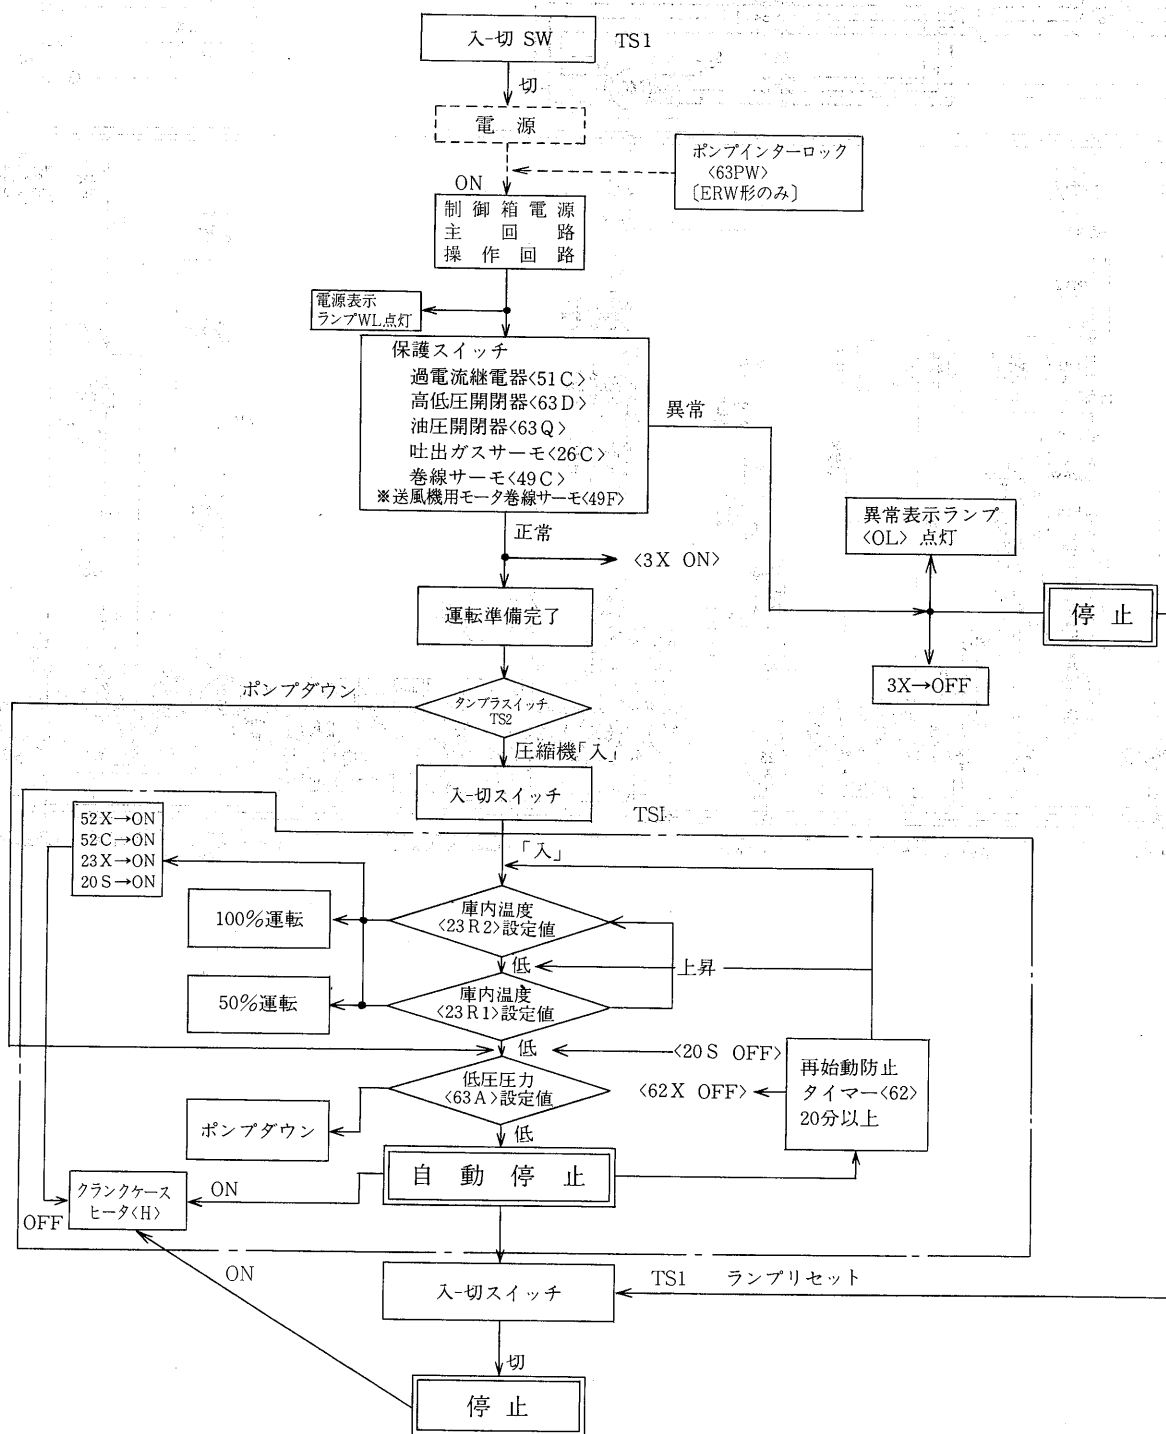 入-切 SW
TS1
切
電源
ポンプインターロック
〈63PW〉
〔ERW形のみ〕
ON
制御箱電源
主回路
操作回路
電源表示
ランプWL点灯
保護スイッチ
過電流継電器〈51C〉
高低圧開閉器〈63D〉
油圧開閉器〈63Q〉
吐出ガスサーモ〈26C〉
巻線サーモ〈49C〉
※送風機用モータ巻線サーモ〈49F〉
異常
正常
〈3X ON〉
異常表示ランプ
〈OL〉点灯
停止
3X→OFF
運転準備完了
ポンプダウン
タンブラスイッチ
TS2
圧縮機「入」
入-切スイッチ
TSI
52X→ON
52C→ON
23X→ON
20S→ON
「入」
100%運転
庫内温度
〈23R2〉設定値
低
上昇
50%運転
庫内温度
〈23R1〉設定値
低
〈20S OFF〉
低圧圧力
〈63A〉設定値
〈62X OFF〉
再始動防止
タイマー〈62〉
20分以上
ポンプダウン
低
自動停止
クランクケース
ヒータ〈H〉
ON
OFF
ON
TS1 ランプリセット
入-切スイッチ
切
停止